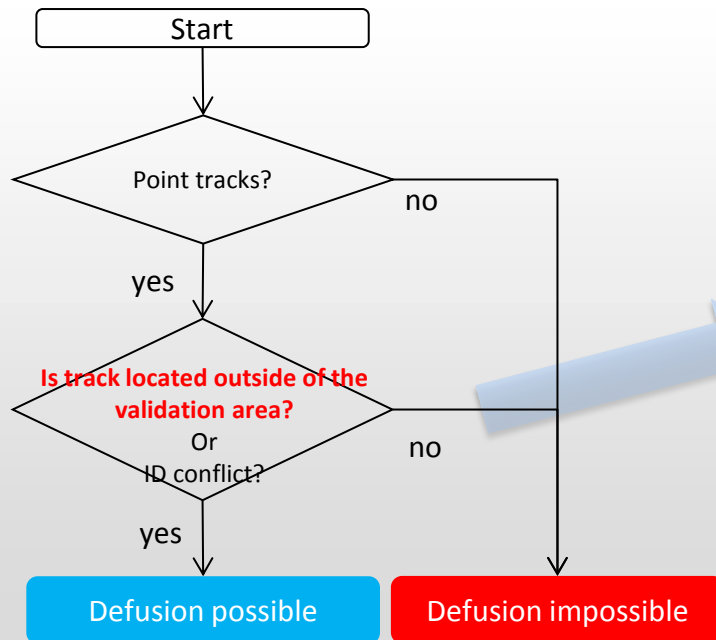 Start
Point tracks?
no
yes
Is track located outside of the
validation area?
Or
ID conflict?
no
yes
Defusion possible
Defusion impossible